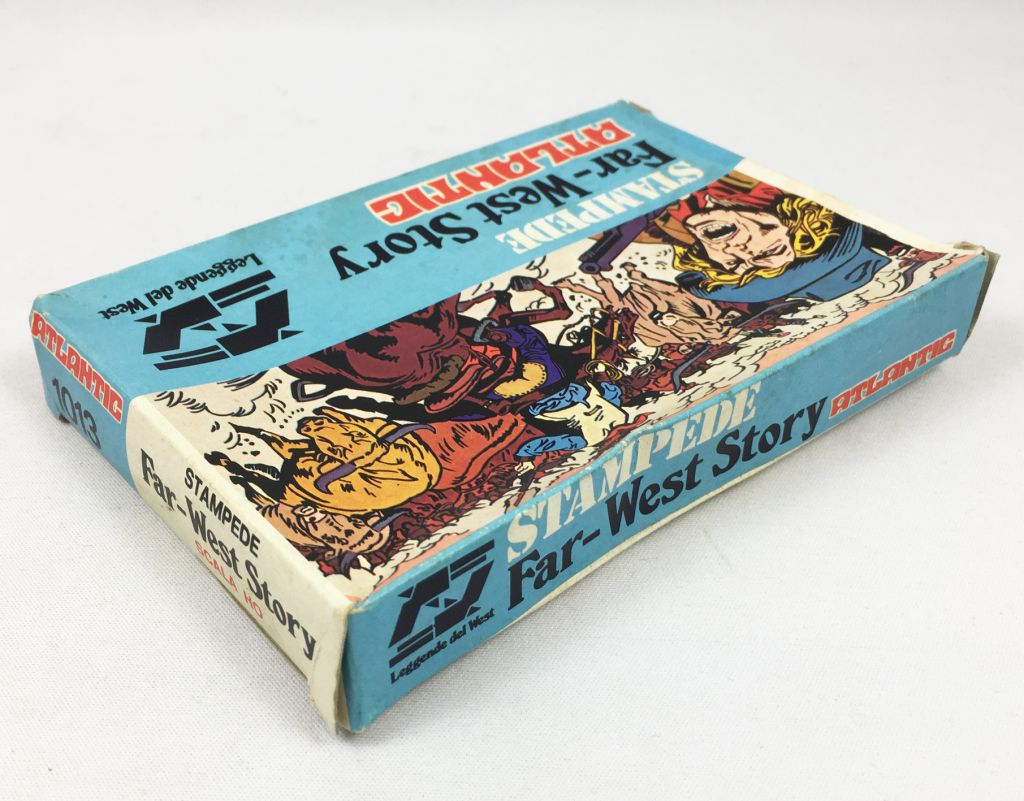 ATLANTIC
Far-West Story
STAMPEDE
Leggende del West
ATLANTIC
1013
STAMPEDE
Far-West Story
SCALA HO
STAMPEDE
Far-West Story
ATLANTIC
Leggende del West